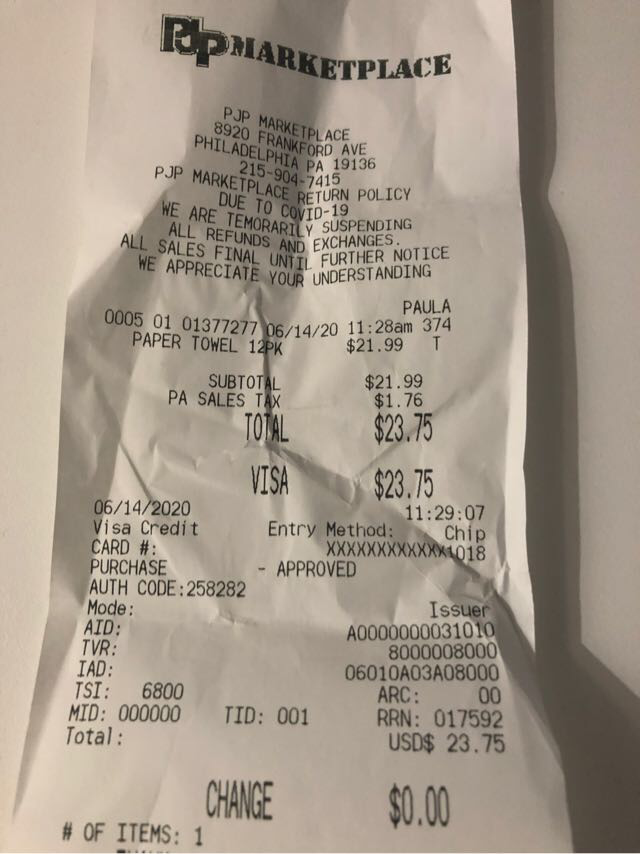 PJP MARKETPLACE
PJP MARKETPLACE
8920 FRANKFORD AVE
PHILADELPHIA PA 19136
215-904-7415
PJP MARKETPLACE RETURN POLICY
DUE TO COVID-19
WE ARE TEMORARILY SUSPENDING
ALL REFUNDS AND EXCHANGES.
ALL SALES FINAL UNTIL FURTHER NOTICE
WE APPRECIATE YOUR UNDERSTANDING
PAULA
0005 01 01377277 06/14/20 11:28am 374
PAPER TOWEL 12PK $21.99 T
SUBTOTAL $21.99
PA SALES TAX $1.76
TOTAL $23.75
VISA $23.75
06/14/2020 11:29:07
Visa Credit Entry Method: Chip
CARD #: XXXXXXXXXXXX1018
PURCHASE - APPROVED
AUTH CODE:258282
Mode: Issuer
AID: A0000000031010
TVR: 8000008000
IAD: 06010A03A08000
TSI: 6800 ARC: 00
MID: 000000 TID: 001 RRN: 017592
Total: USD$ 23.75
CHANGE $0.00
# OF ITEMS: 1